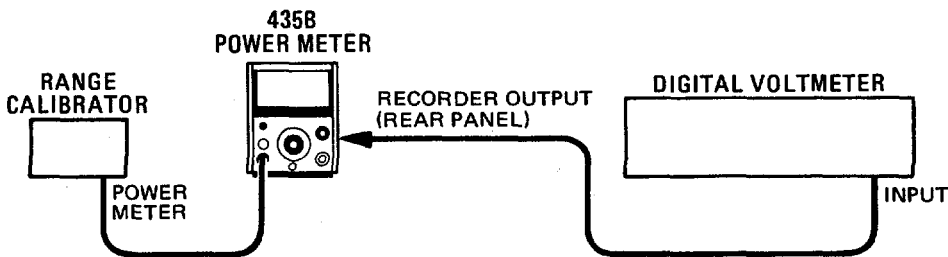 435B
POWER METER
RANGE
CALIBRATOR
POWER
METER
RECORDER OUTPUT
(REAR PANEL)
DIGITAL VOLTMETER
INPUT